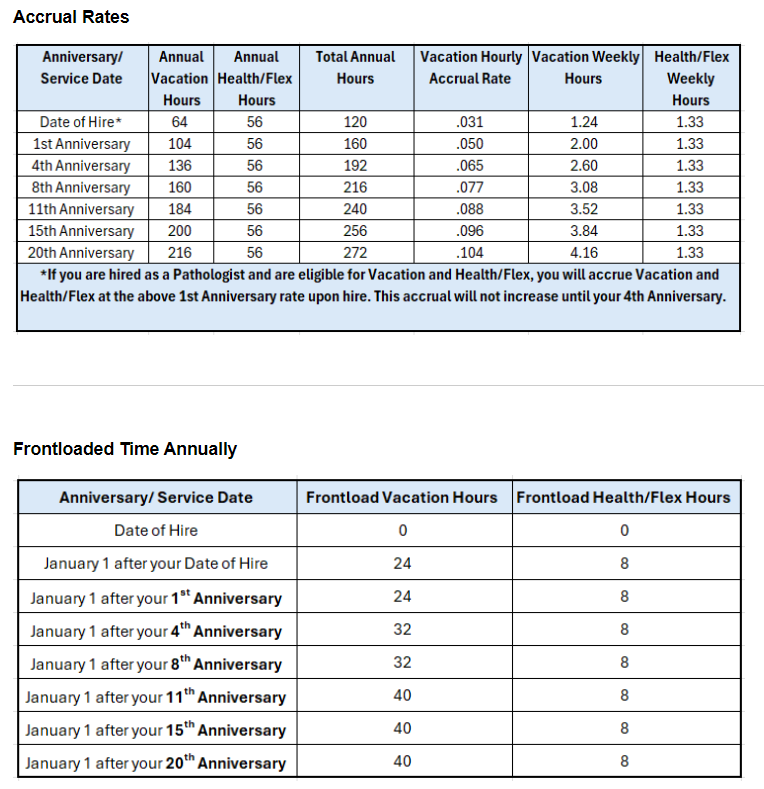 Accrual Rates
Anniversary/ Service Date | Annual Vacation Hours | Annual Health/Flex Hours | Total Annual Hours | Vacation Hourly Accrual Rate | Vacation Weekly Hours | Health/Flex Weekly Hours
Date of Hire* | 64 | 56 | 120 | .031 | 1.24 | 1.33
1st Anniversary | 104 | 56 | 160 | .050 | 2.00 | 1.33
4th Anniversary | 136 | 56 | 192 | .065 | 2.60 | 1.33
8th Anniversary | 160 | 56 | 216 | .077 | 3.08 | 1.33
11th Anniversary | 184 | 56 | 240 | .088 | 3.52 | 1.33
15th Anniversary | 200 | 56 | 256 | .096 | 3.84 | 1.33
20th Anniversary | 216 | 56 | 272 | .104 | 4.16 | 1.33
*If you are hired as a Pathologist and are eligible for Vacation and Health/Flex, you will accrue Vacation and
Health/Flex at the above 1st Anniversary rate upon hire. This accrual will not increase until your 4th Anniversary.
Frontloaded Time Annually
Anniversary/ Service Date | Frontload Vacation Hours | Frontload Health/Flex Hours
Date of Hire | 0 | 0
January 1 after your Date of Hire | 24 | 8
January 1 after your 1st Anniversary | 24 | 8
January 1 after your 4th Anniversary | 32 | 8
January 1 after your 8th Anniversary | 32 | 8
January 1 after your 11th Anniversary | 40 | 8
January 1 after your 15th Anniversary | 40 | 8
January 1 after your 20th Anniversary | 40 | 8